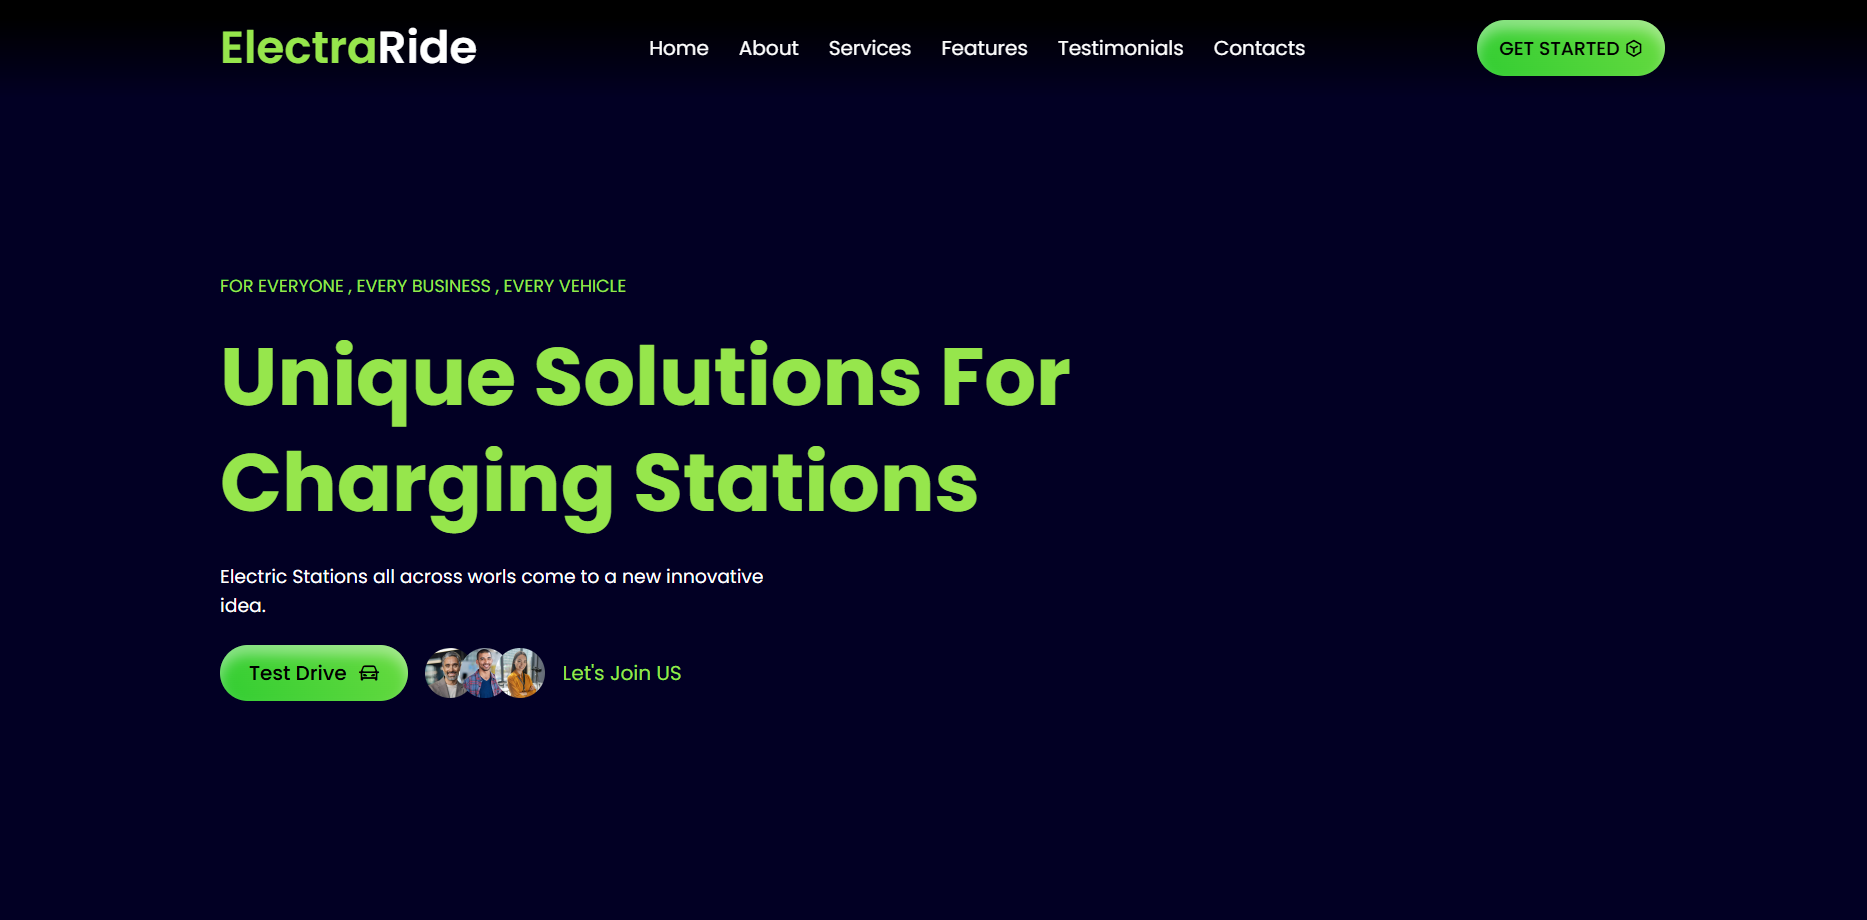 ElectraRide
Home About Services Features Testimonials Contacts
GET STARTED
FOR EVERYONE , EVERY BUSINESS , EVERY VEHICLE
Unique Solutions For
Charging Stations
Electric Stations all across worls come to a new innovative
idea.
Test Drive
Let's Join US